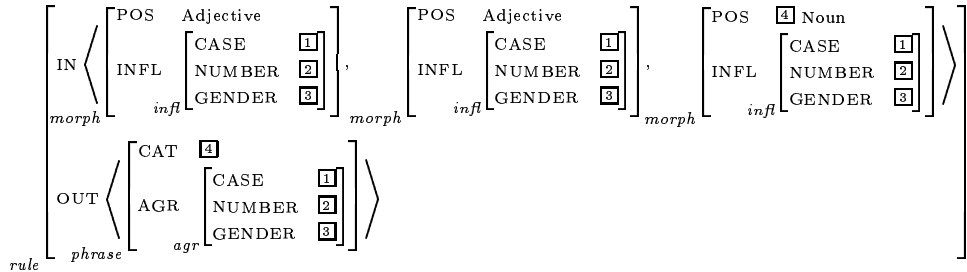 POS Adjective POS Adjective POS 4 Noun
CASE 1 CASE 1 CASE 1
IN INFL NUMBER 2 , INFL NUMBER 2 , INFL NUMBER 2
GENDER 3 GENDER 3 GENDER 3
morph infl morph infl morph infl
CAT 4
CASE 1
OUT AGR NUMBER 2
GENDER 3
phrase agr
rule